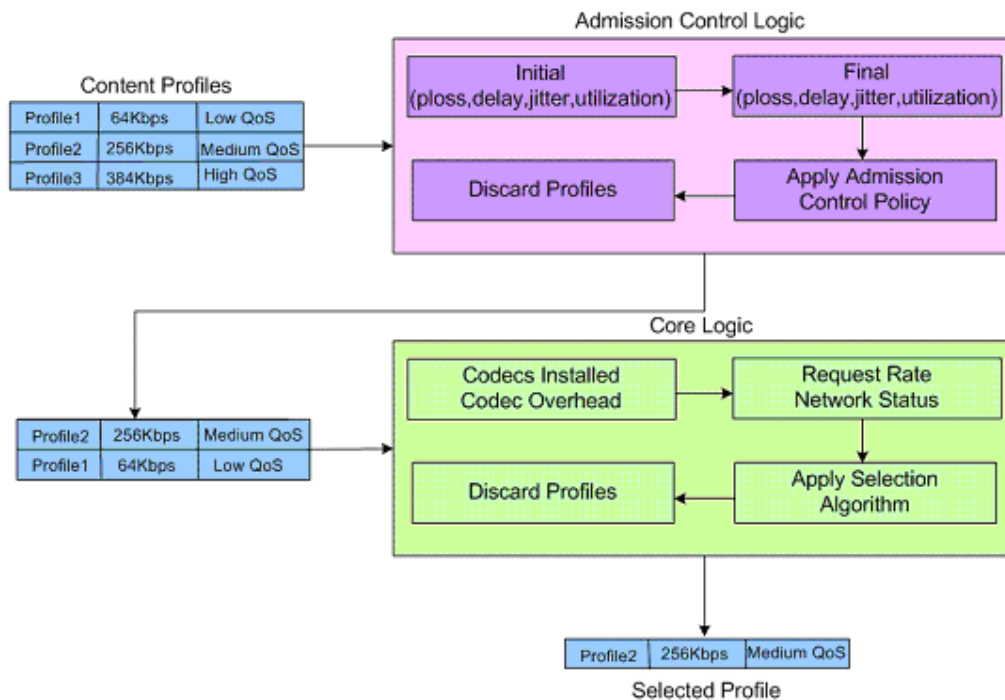 Admission Control Logic
Content Profiles
Profile1 64Kbps Low QoS
Profile2 256Kbps Medium QoS
Profile3 384Kbps High QoS
Initial
(ploss,delay,jitter,utilization)
Final
(ploss,delay,jitter,utilization)
Discard Profiles
Apply Admission
Control Policy
Core Logic
Profile2 256Kbps Medium QoS
Profile1 64Kbps Low QoS
Codecs Installed
Codec Overhead
Request Rate
Network Status
Discard Profiles
Apply Selection
Algorithm
Profile2 256Kbps Medium QoS
Selected Profile